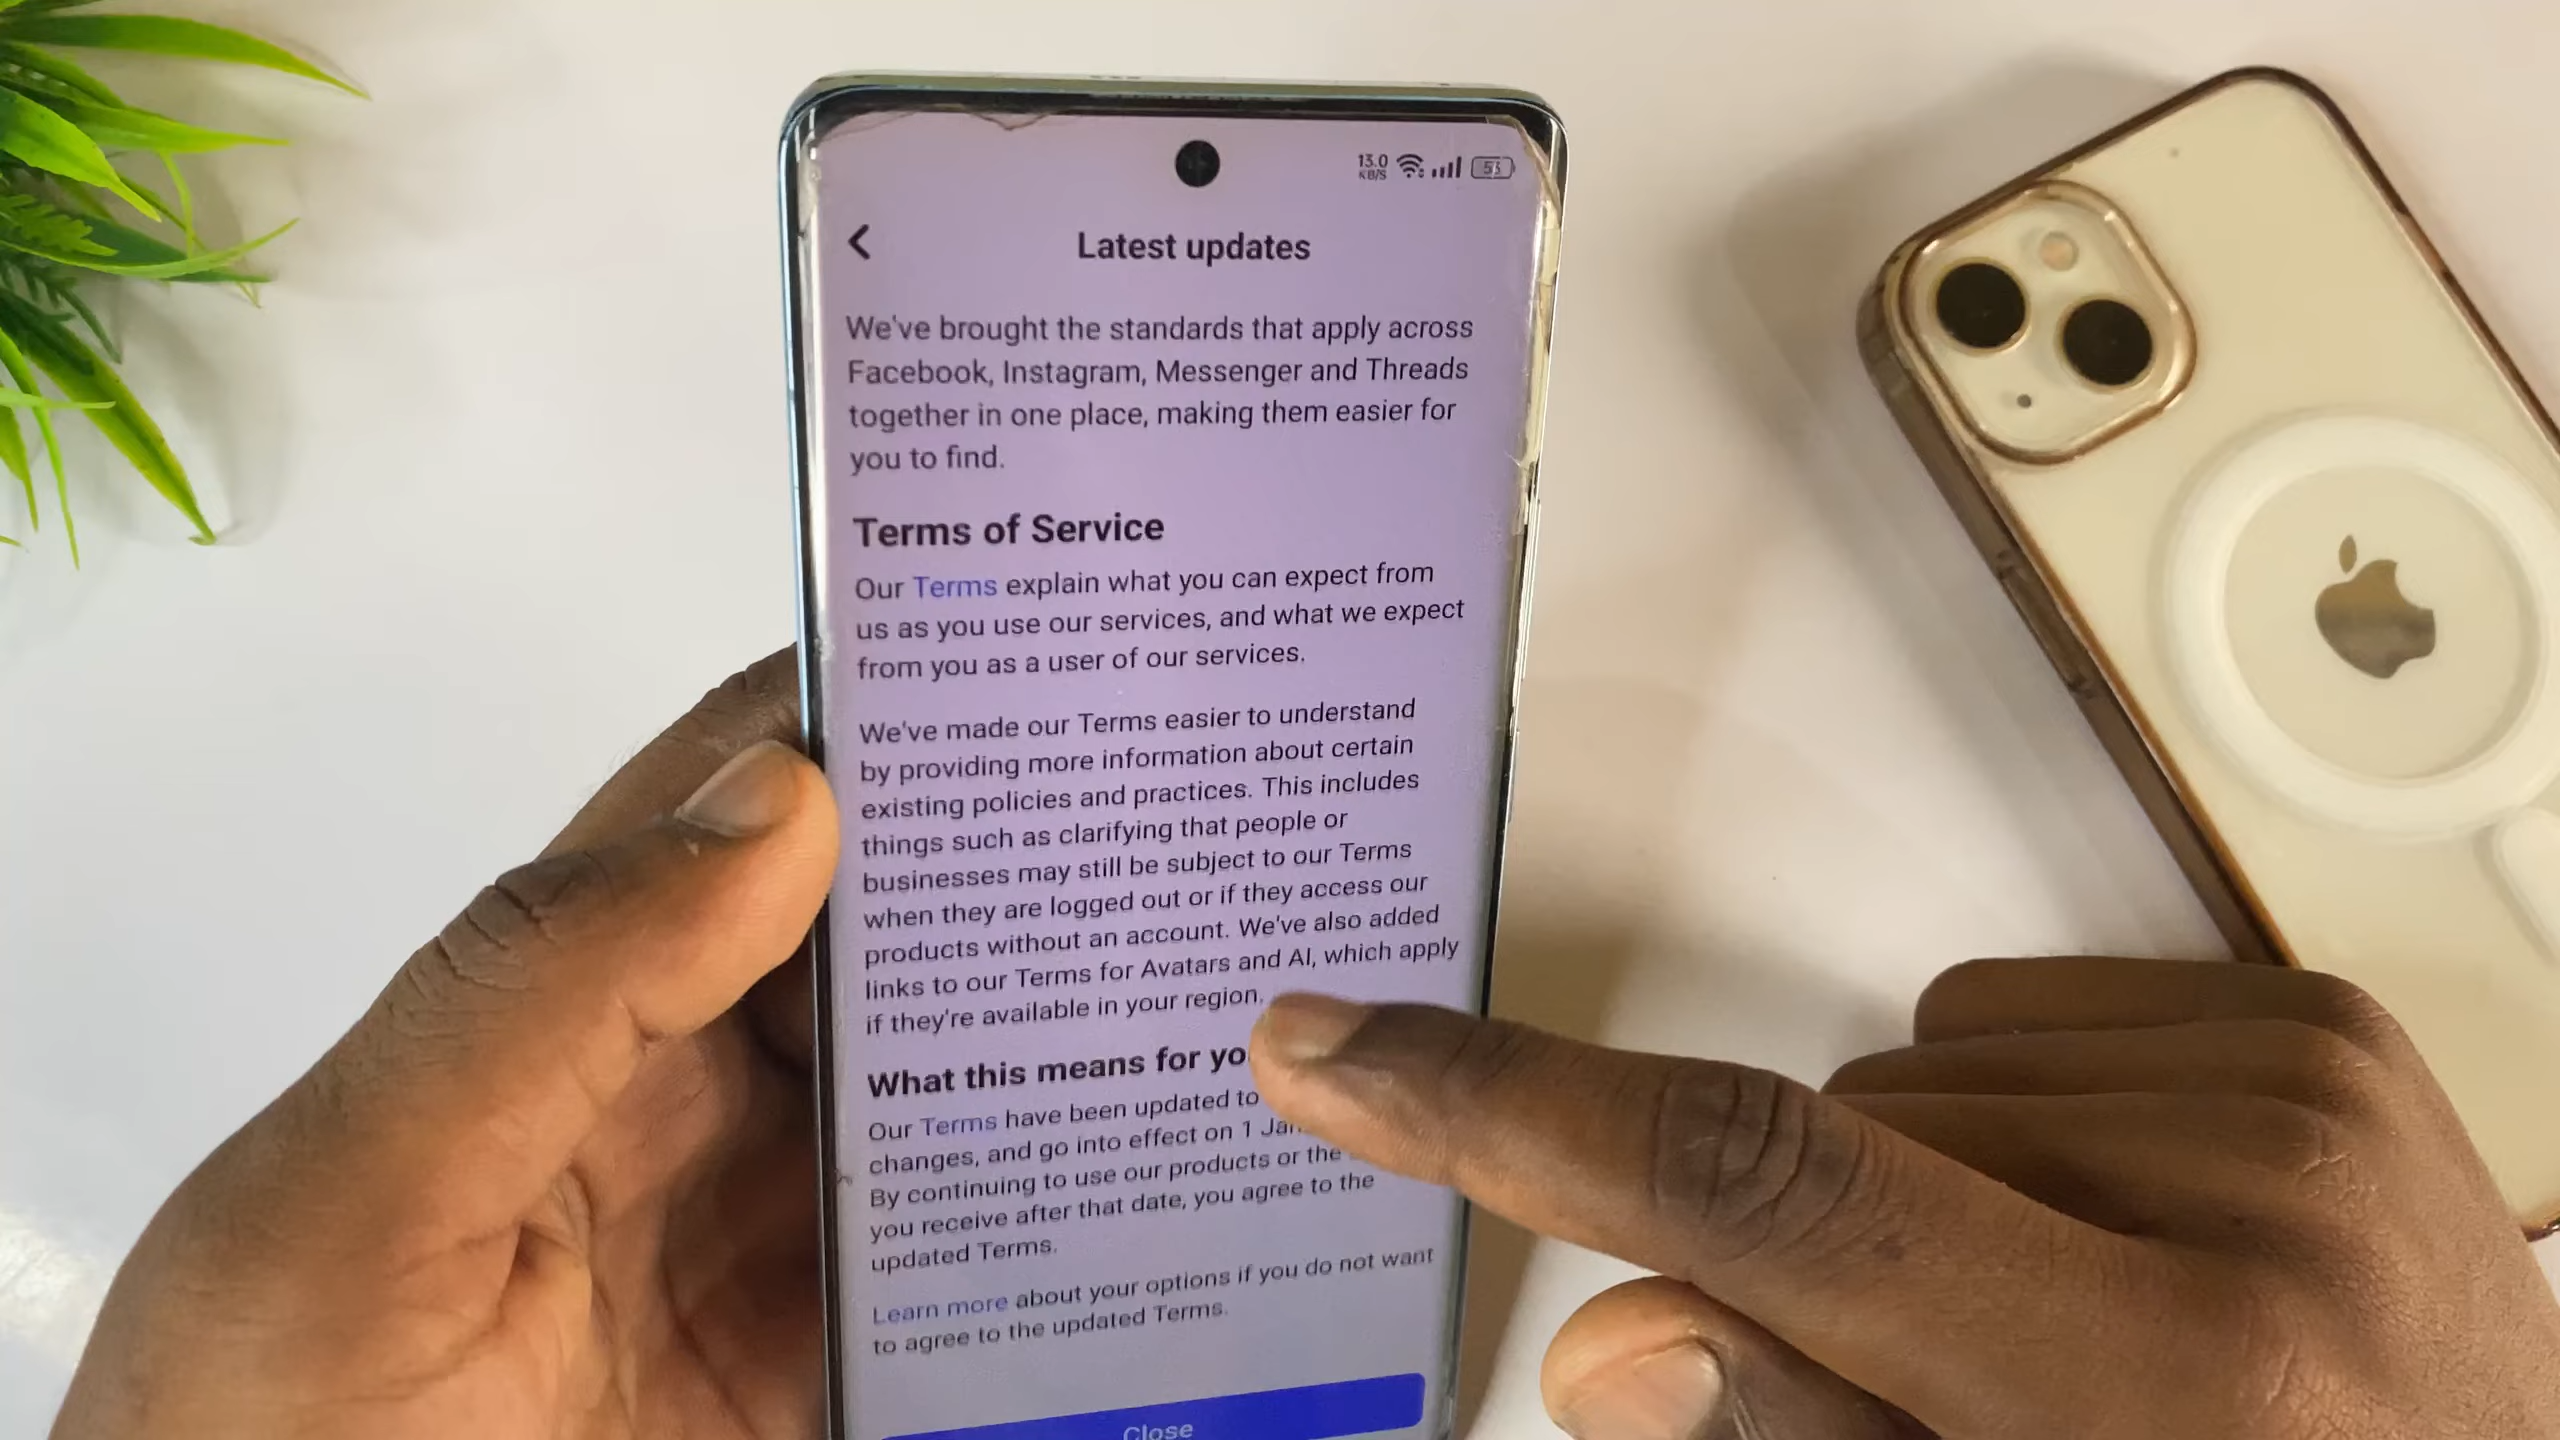 13.0
KB/S
Latest updates
We've brought the standards that apply across
Facebook, Instagram, Messenger and Threads
together in one place, making them easier for
you to find.
Terms of Service
Our Terms explain what you can expect from
us as you use our services, and what we expect
from you as a user of our services.
We've made our Terms easier to understand
by providing more information about certain
existing policies and practices. This includes
things such as clarifying that people or
businesses may still be subject to our Terms
when they are logged out or if they access our
products without an account. We've also added
links to our Terms for Avatars and AI, which apply
if they're available in your region.
What this means for
Our Terms have been updated to
changes, and go into effect on 1
By continuing to use our products or the
you receive after that date, you agree to the
updated Terms.
Learn more about your options if you do not want
to agree to the updated Terms.
Close